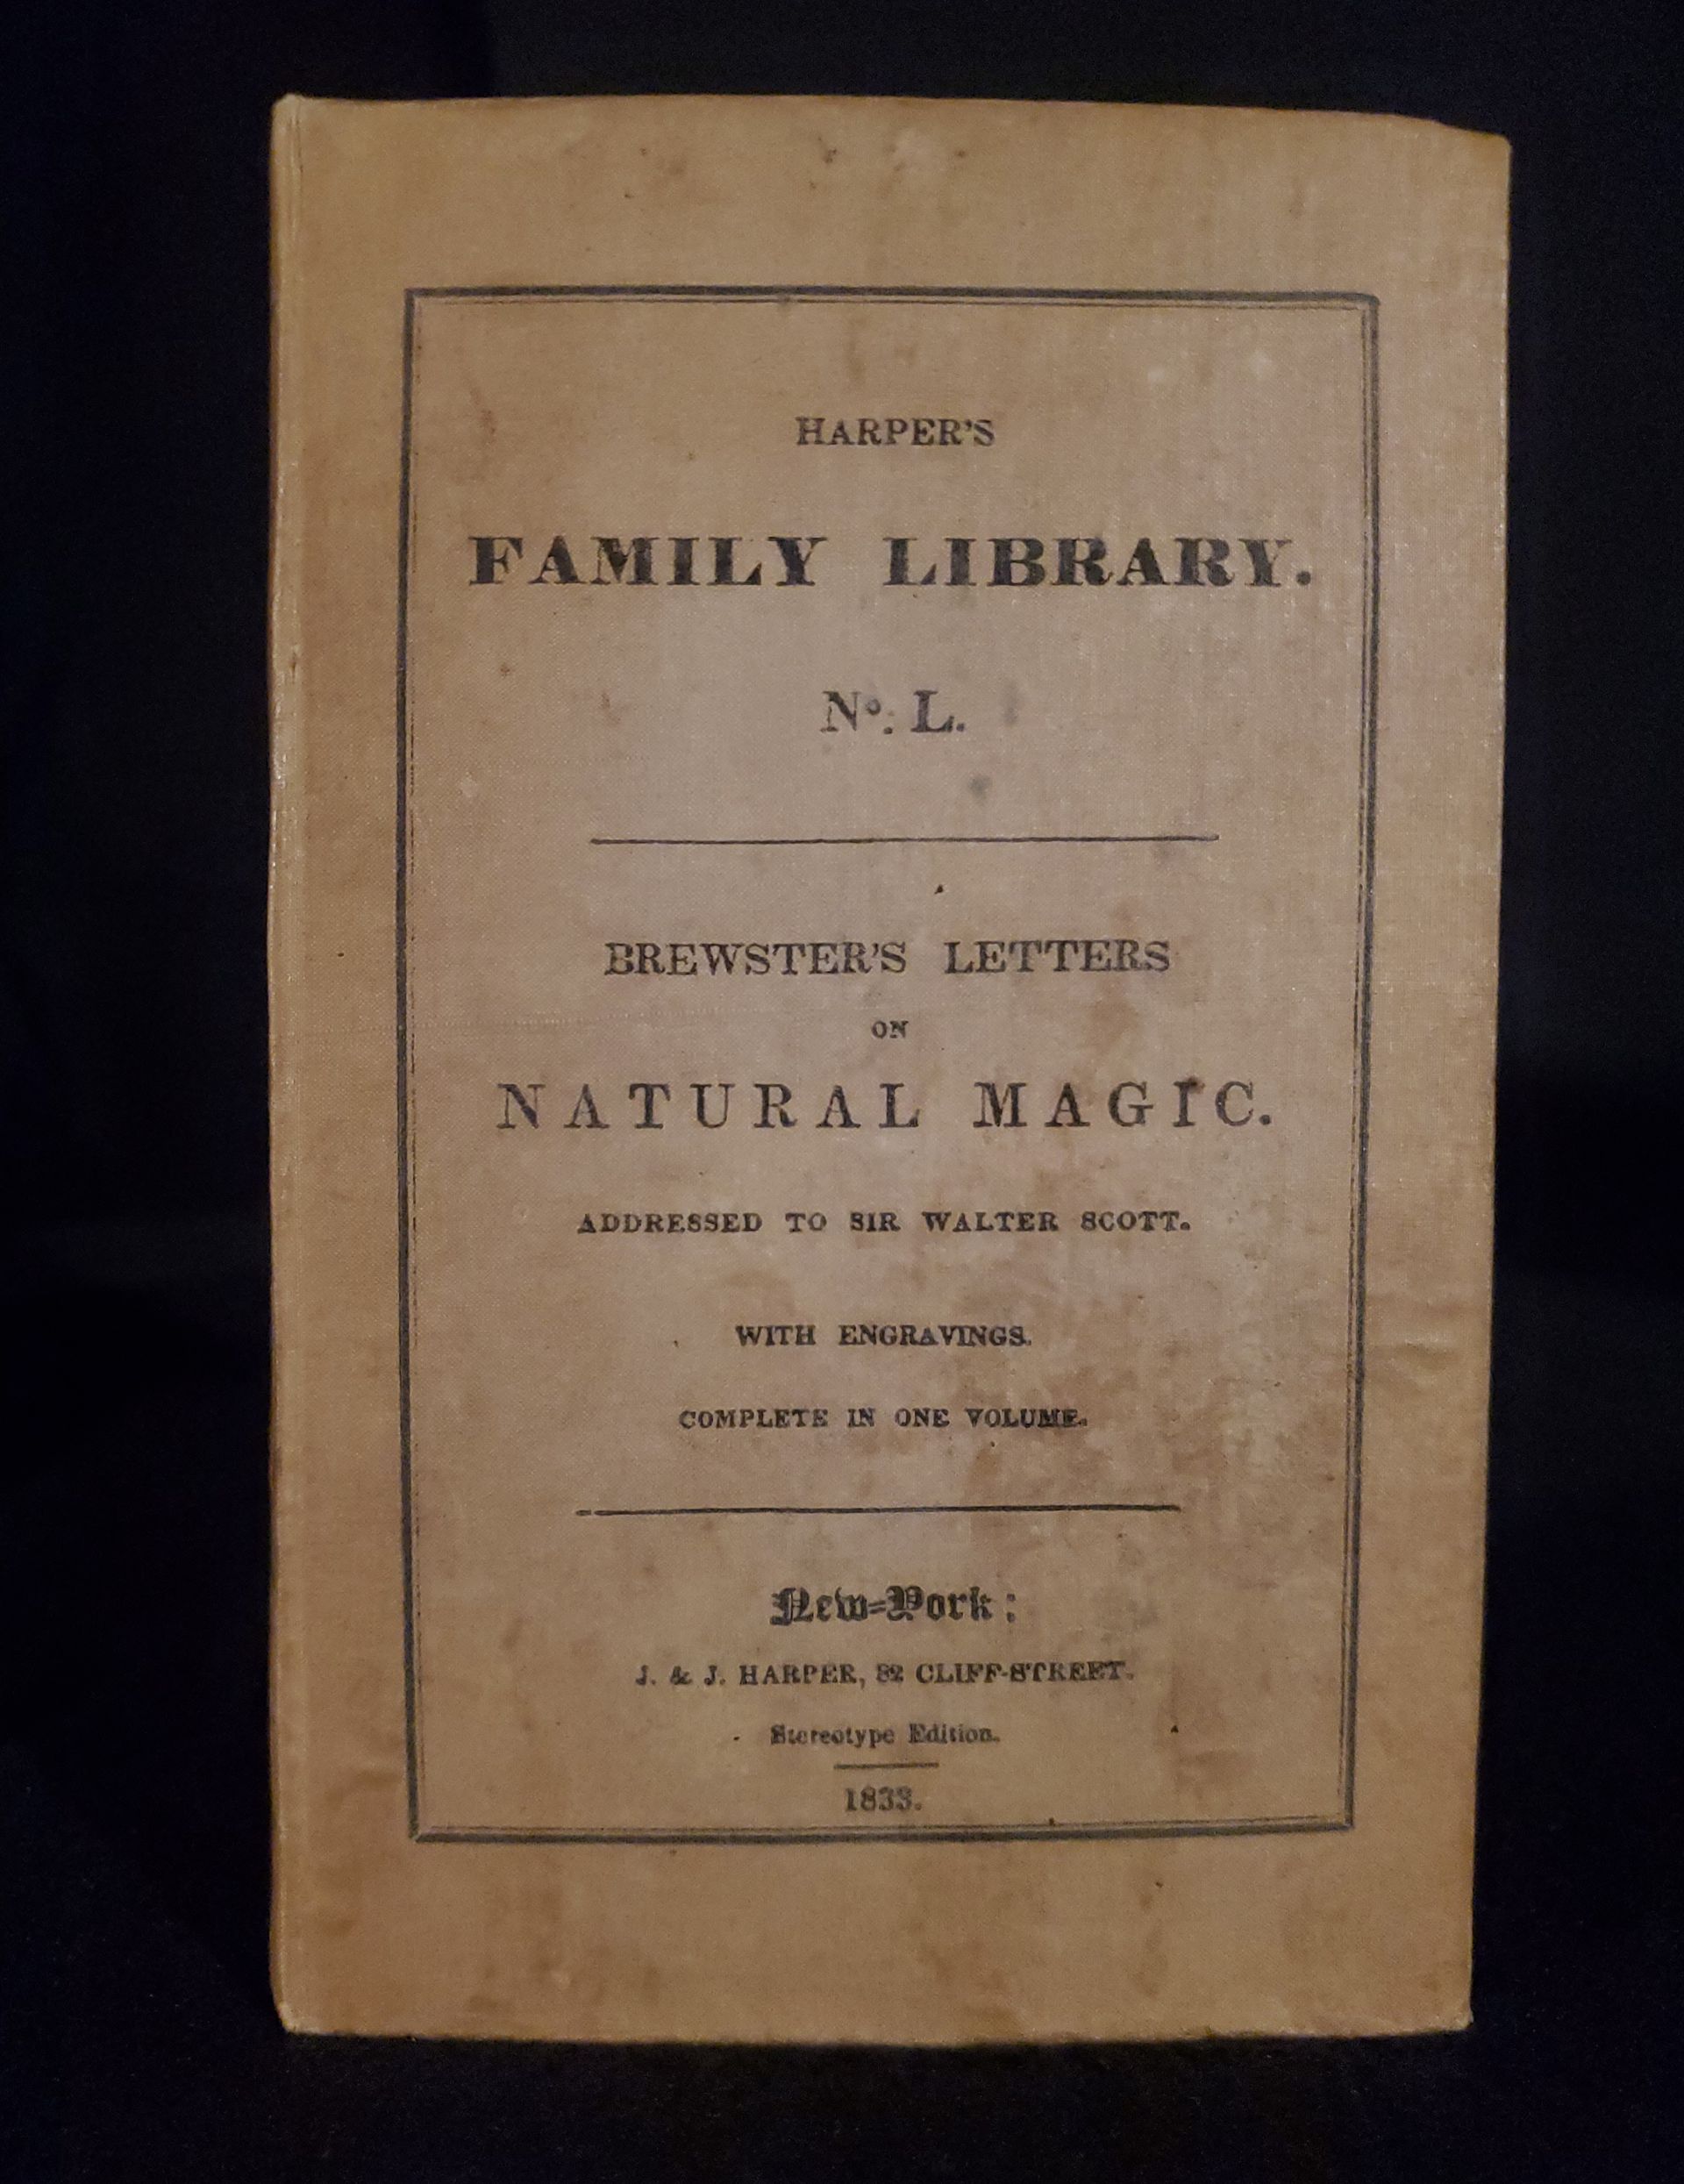 HARPER'S
FAMILY LIBRARY.
Nº. L.
BREWSTER'S LETTERS
ON
NATURAL MAGIC.
ADDRESSED TO SIR WALTER SCOTT.
WITH ENGRAVINGS.
COMPLETE IN ONE VOLUME.
New-York:
J. & J. HARPER, 82 CLIFF-STREET.
Stereotype Edition.
1833.